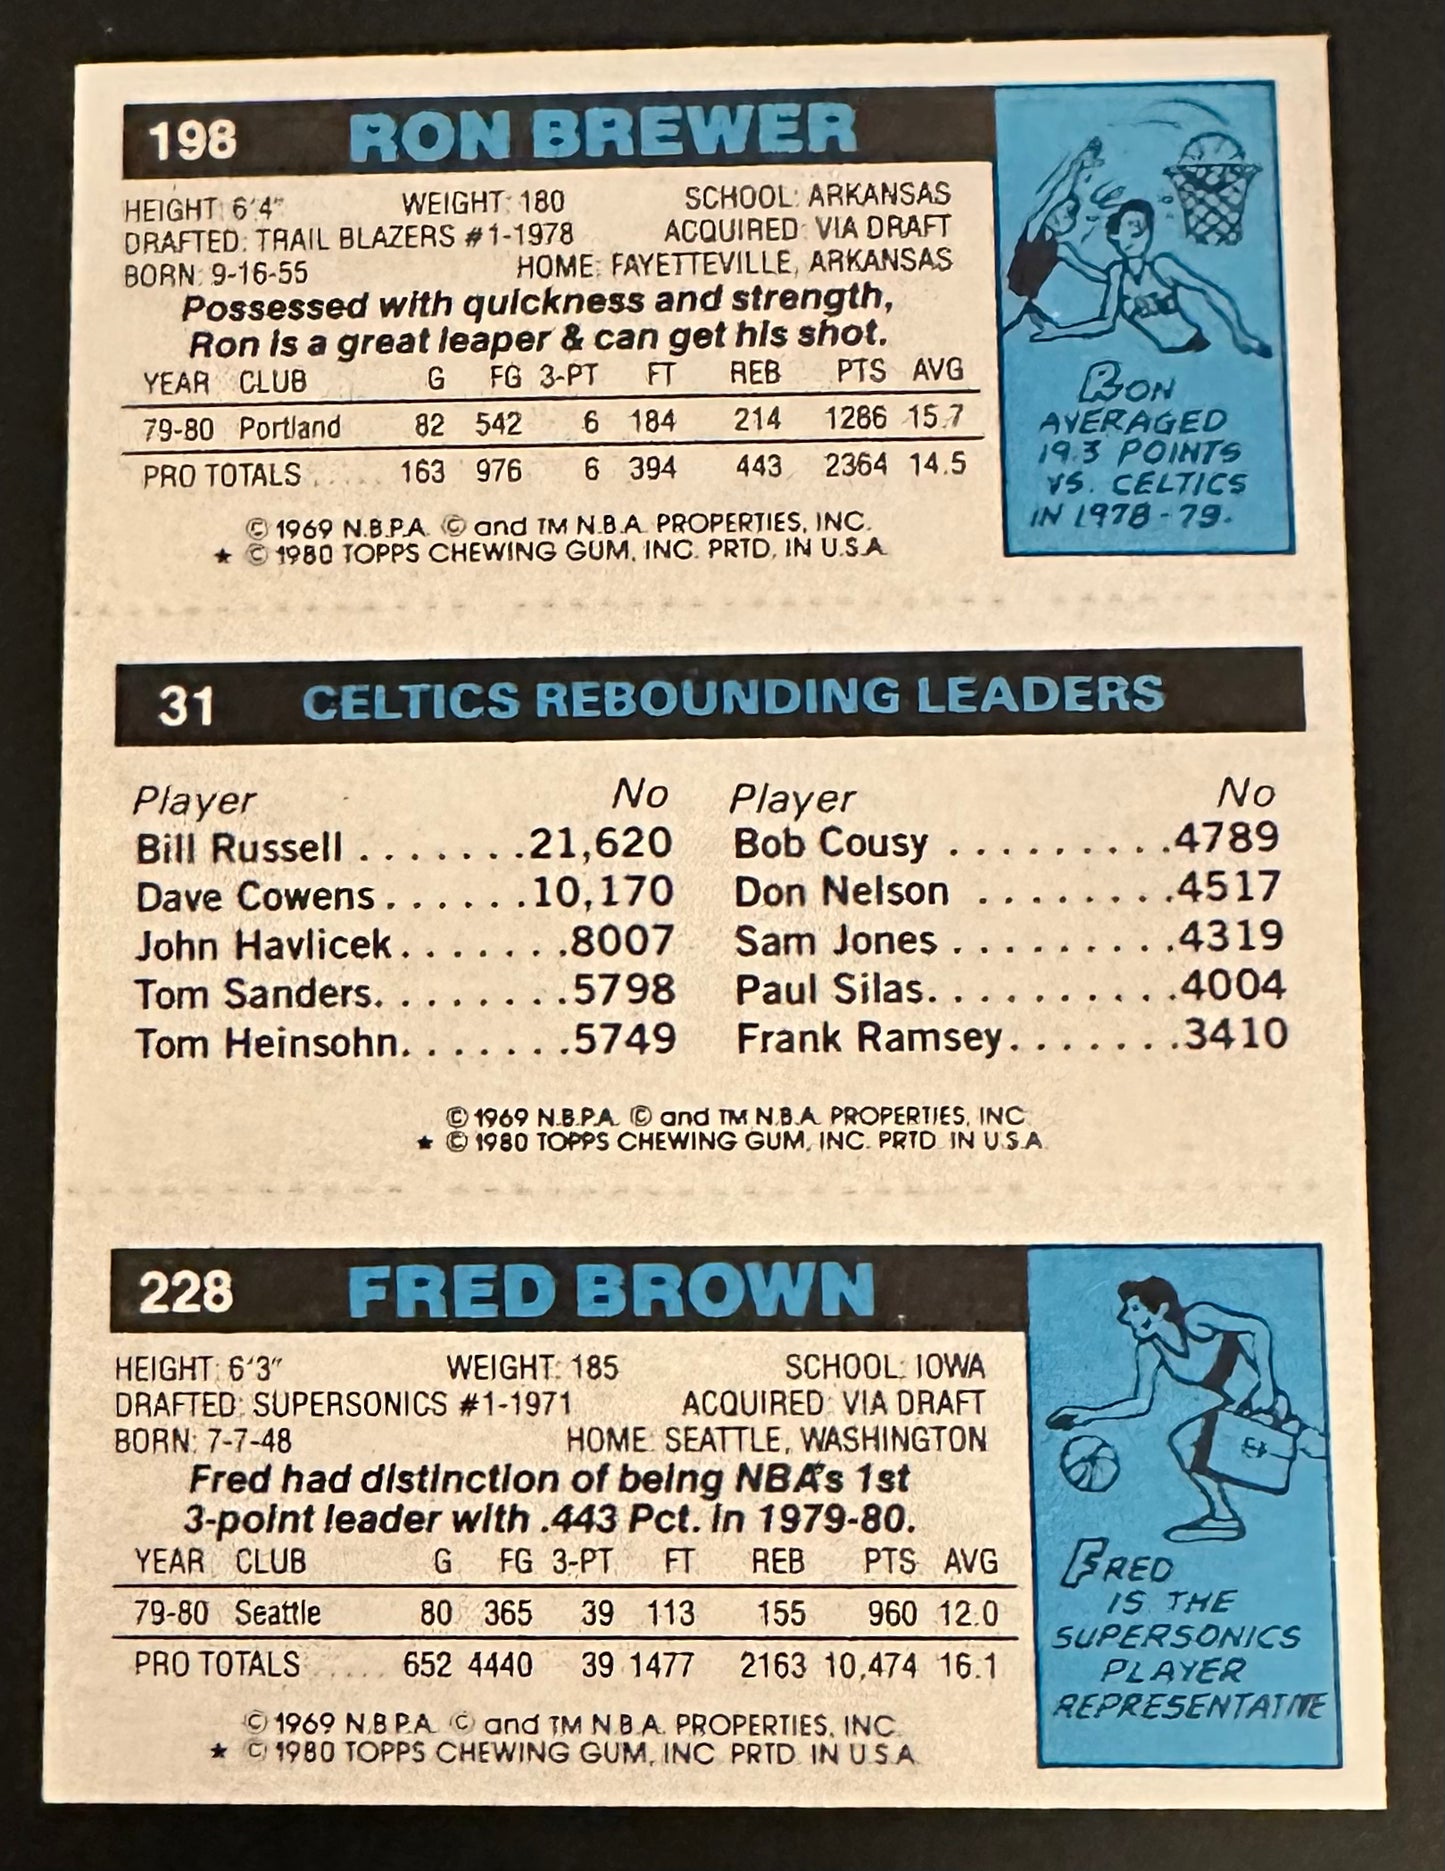 198 RON BREWER
HEIGHT: 6'4" WEIGHT: 180 SCHOOL: ARKANSAS
DRAFTED: TRAIL BLAZERS #1-1978 ACQUIRED: VIA DRAFT
BORN: 9-16-55 HOME: FAYETTEVILLE, ARKANSAS
Possessed with quickness and strength,
Ron is a great leaper & can get his shot.
YEAR CLUB G FG 3-PT FT REB PTS AVG
79-80 Portland 82 542 6 184 214 1286 15.7
PRO TOTALS ..... 163 976 6 394 443 2364 14.5
© 1969 N.B.P.A. © and TM N.B.A. PROPERTIES, INC.
★ © 1980 TOPPS CHEWING GUM, INC. PRTD. IN U.S.A.
RON
AVERAGED
19.3 POINTS
VS. CELTICS
IN 1978-79.
31 CELTICS REBOUNDING LEADERS
Player No Player No
Bill Russell .......21,620 Bob Cousy .........4789
Dave Cowens ......10,170 Don Nelson ........4517
John Havlicek.......8007 Sam Jones .........4319
Tom Sanders........5798 Paul Silas..........4004
Tom Heinsohn.......5749 Frank Ramsey.......3410
© 1969 N.B.P.A. © and TM N.B.A. PROPERTIES, INC
★ © 1980 TOPPS CHEWING GUM, INC. PRTD. IN U.S.A.
228 FRED BROWN
HEIGHT: 6'3" WEIGHT: 185 SCHOOL: IOWA
DRAFTED: SUPERSONICS #1-1971 ACQUIRED: VIA DRAFT
BORN: 7-7-48 HOME: SEATTLE, WASHINGTON
Fred had distinction of being NBA's 1st
3-point leader with .443 Pct. in 1979-80.
YEAR CLUB G FG 3-PT FT REB PTS AVG
79-80 Seattle 80 365 39 113 155 960 12.0
PRO TOTALS ..... 652 4440 39 1477 2163 10,474 16.1
© 1969 N.B.P.A. © and TM N.B.A. PROPERTIES, INC.
★ © 1980 TOPPS CHEWING GUM, INC PRTD. IN U.S.A
FRED
IS THE
SUPERSONICS
PLAYER
REPRESENTATIVE